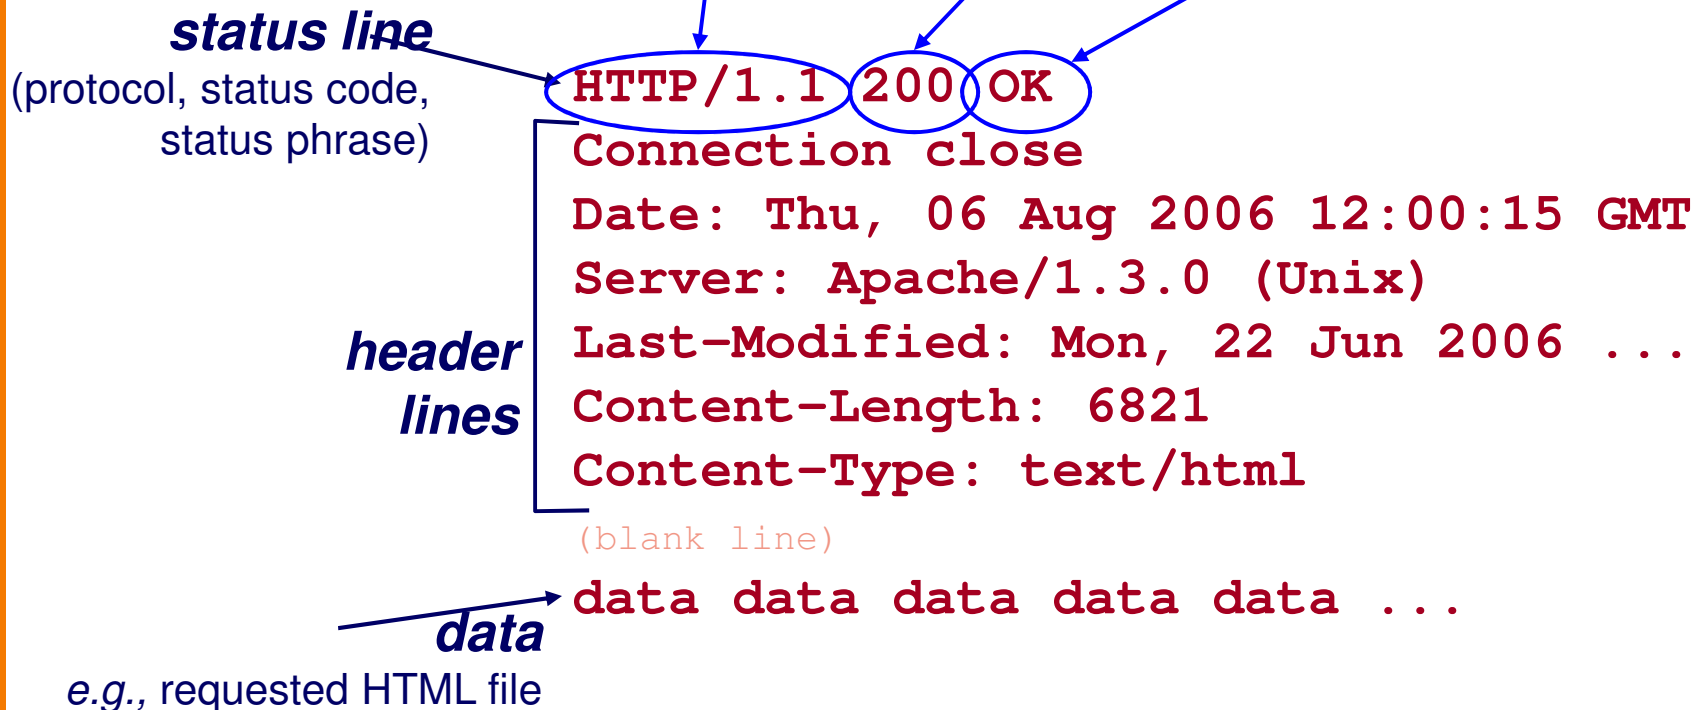 status line
(protocol, status code,
status phrase)
HTTP/1.1 200 OK
Connection close
Date: Thu, 06 Aug 2006 12:00:15 GMT
Server: Apache/1.3.0 (Unix)
header
lines
Last-Modified: Mon, 22 Jun 2006 ...
Content-Length: 6821
Content-Type: text/html
(blank line)
data data data data data ...
data
e.g., requested HTML file